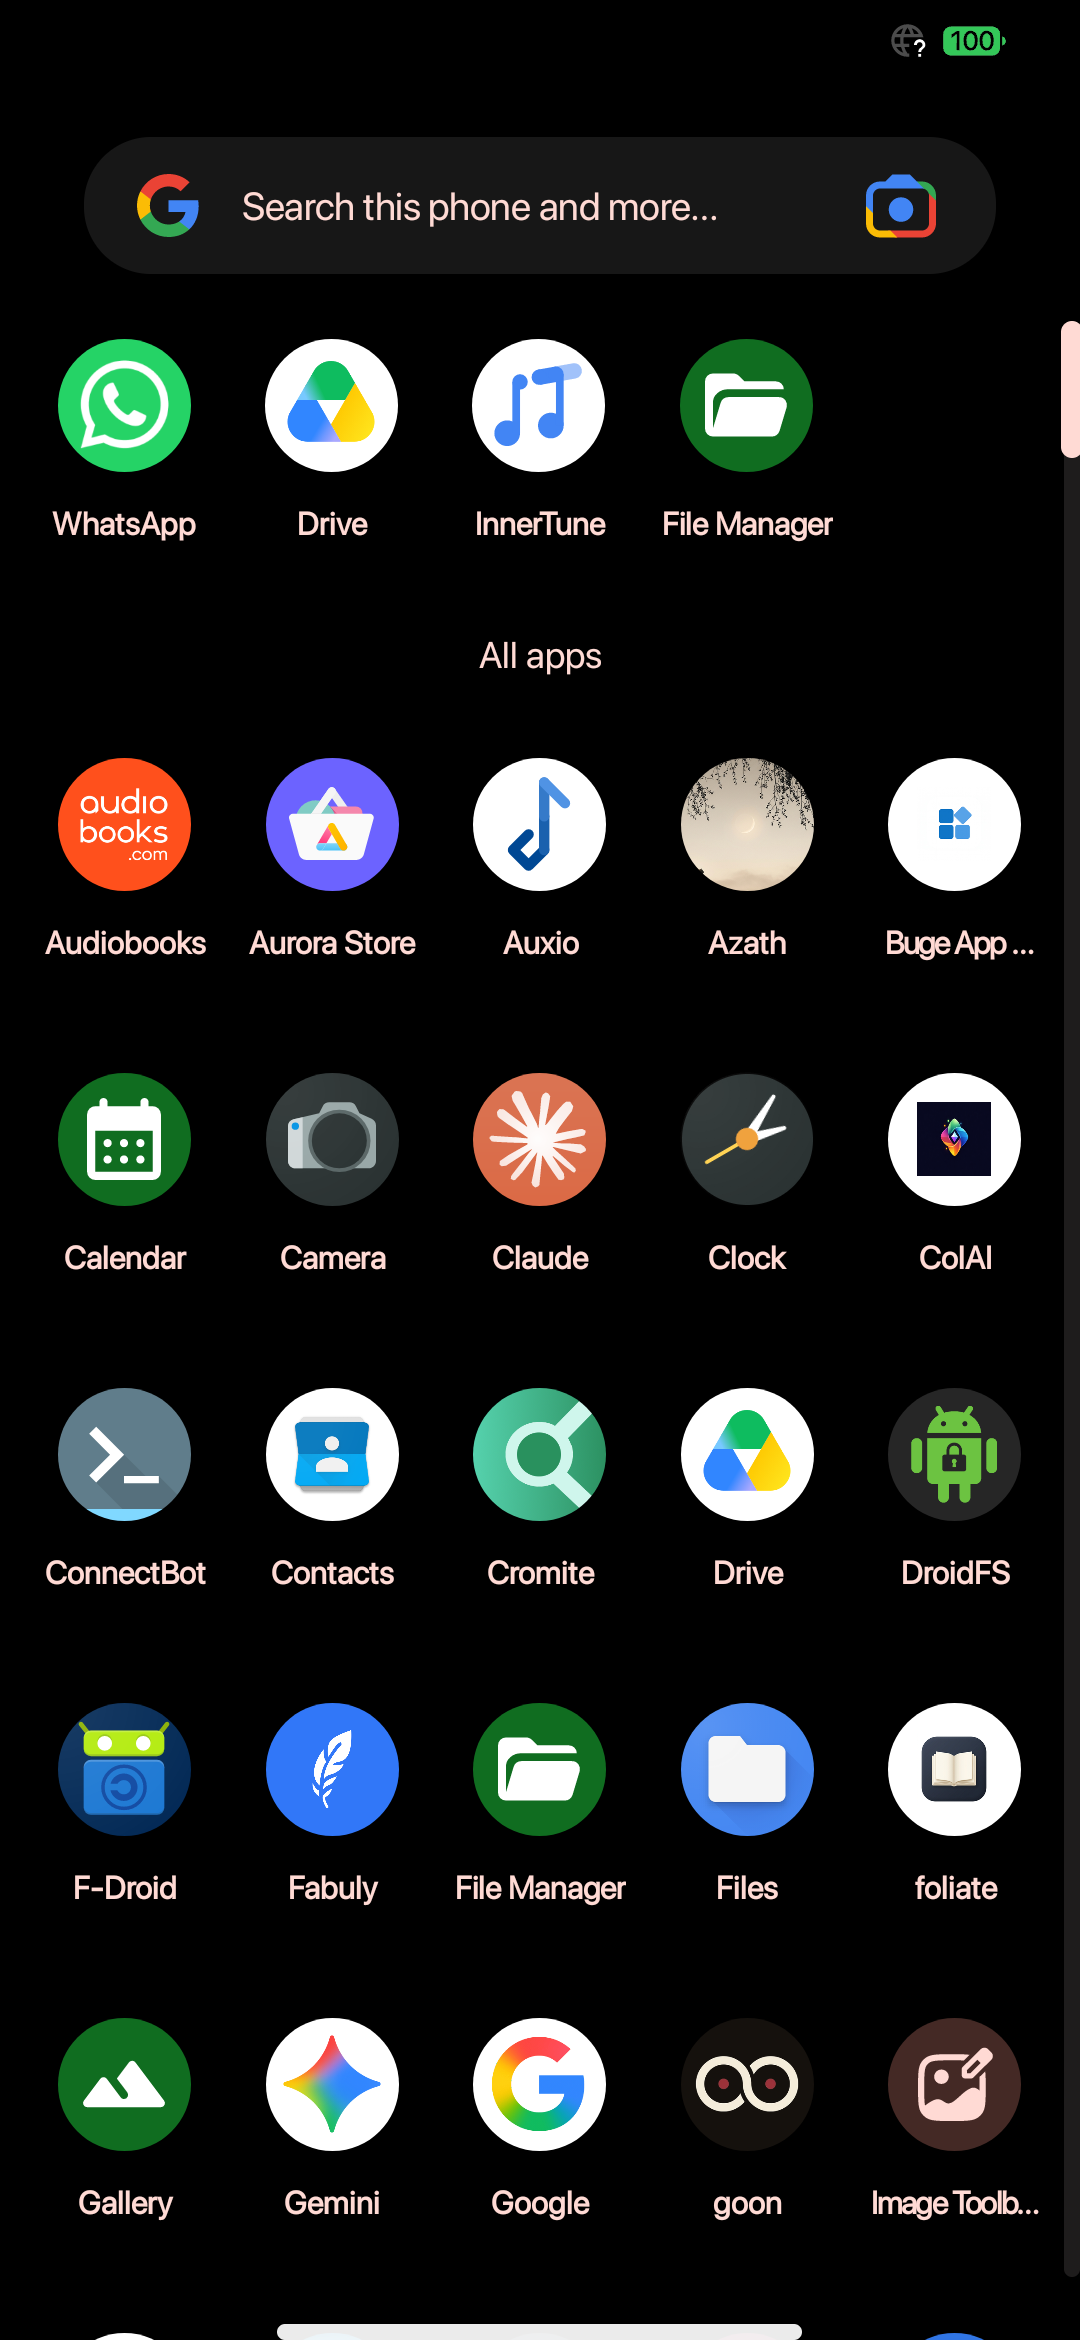 100
Search this phone and more...
WhatsApp
Drive
InnerTune
File Manager
All apps
audio
books
.com
Audiobooks
Aurora Store
Auxio
Azath
Buge App ...
Calendar
Camera
Claude
Clock
ColAI
ConnectBot
Contacts
Cromite
Drive
DroidFS
F-Droid
Fabuly
File Manager
Files
foliate
Gallery
Gemini
Google
goon
Image Toolb...